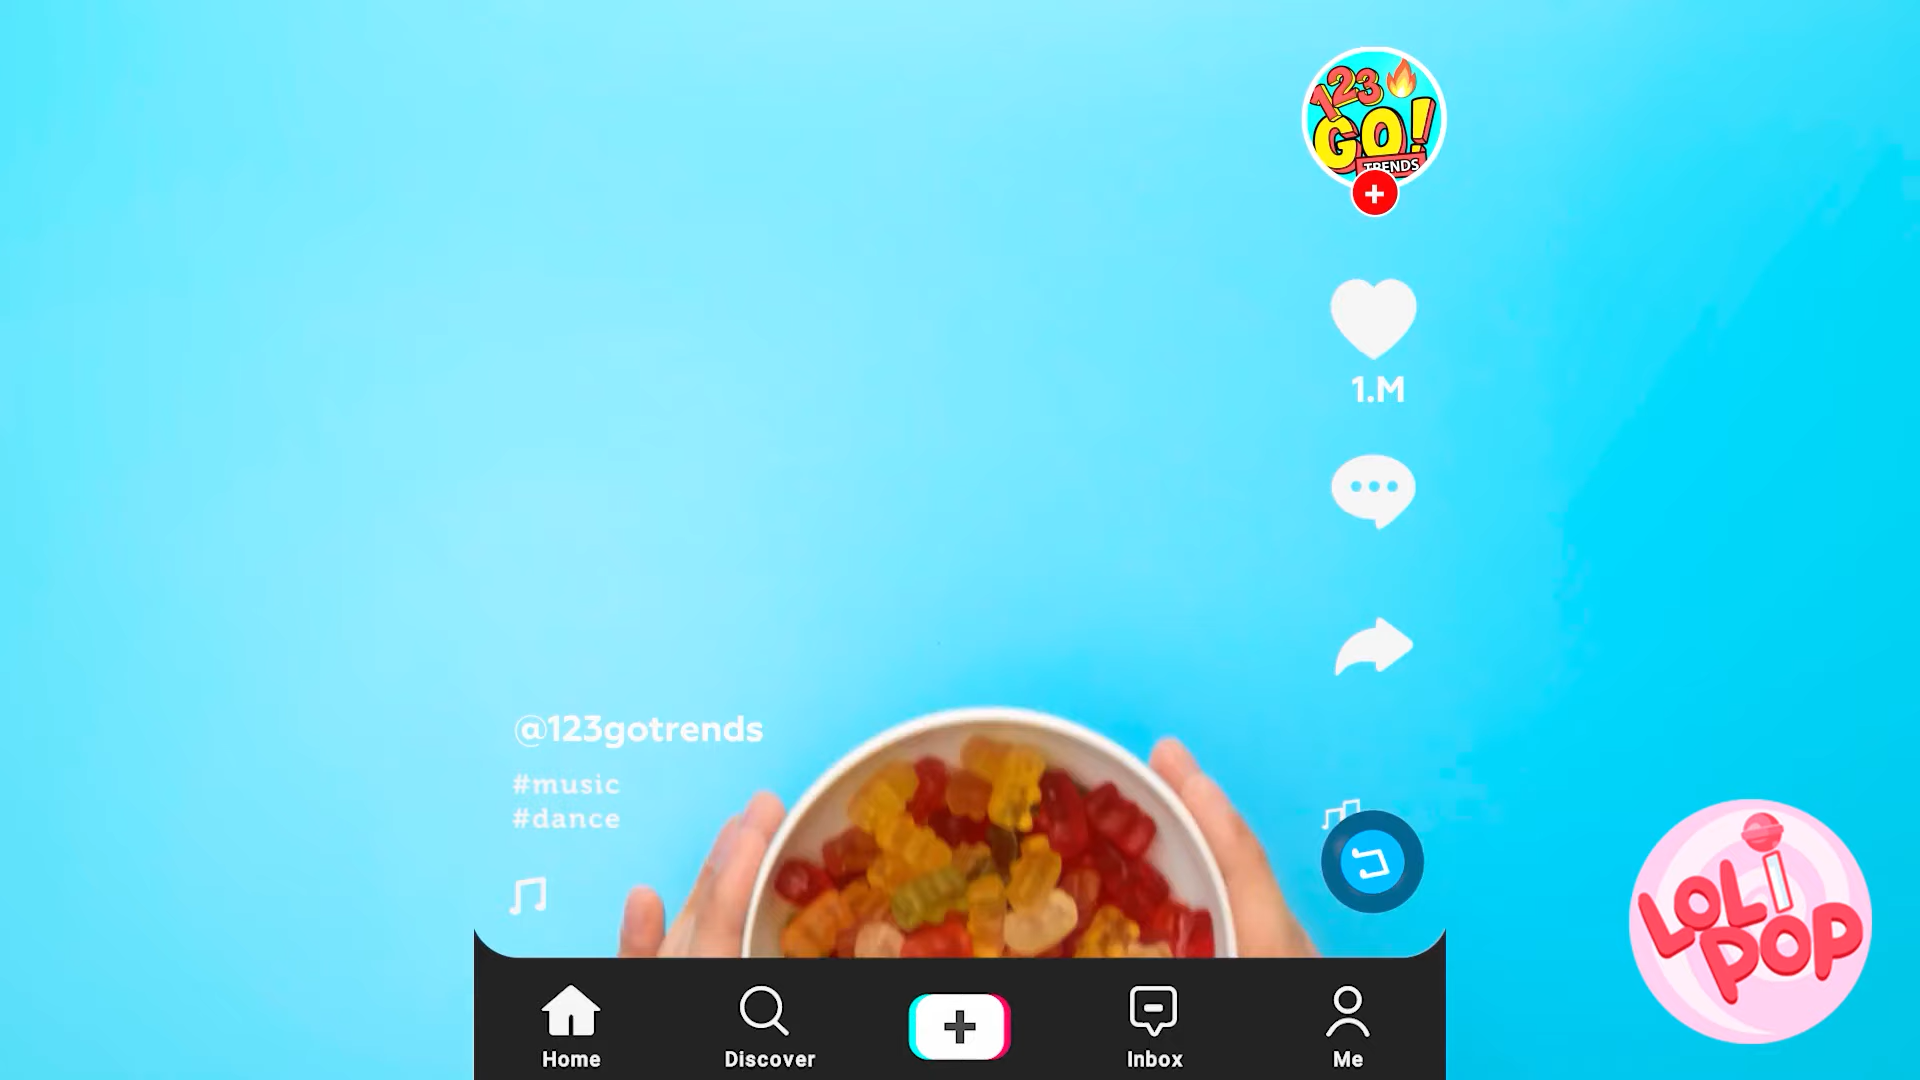 123
GO!
TRENDS
1.M
@123gotrends
#music
#dance
LOLIPOP
Home
Discover
Inbox
Me